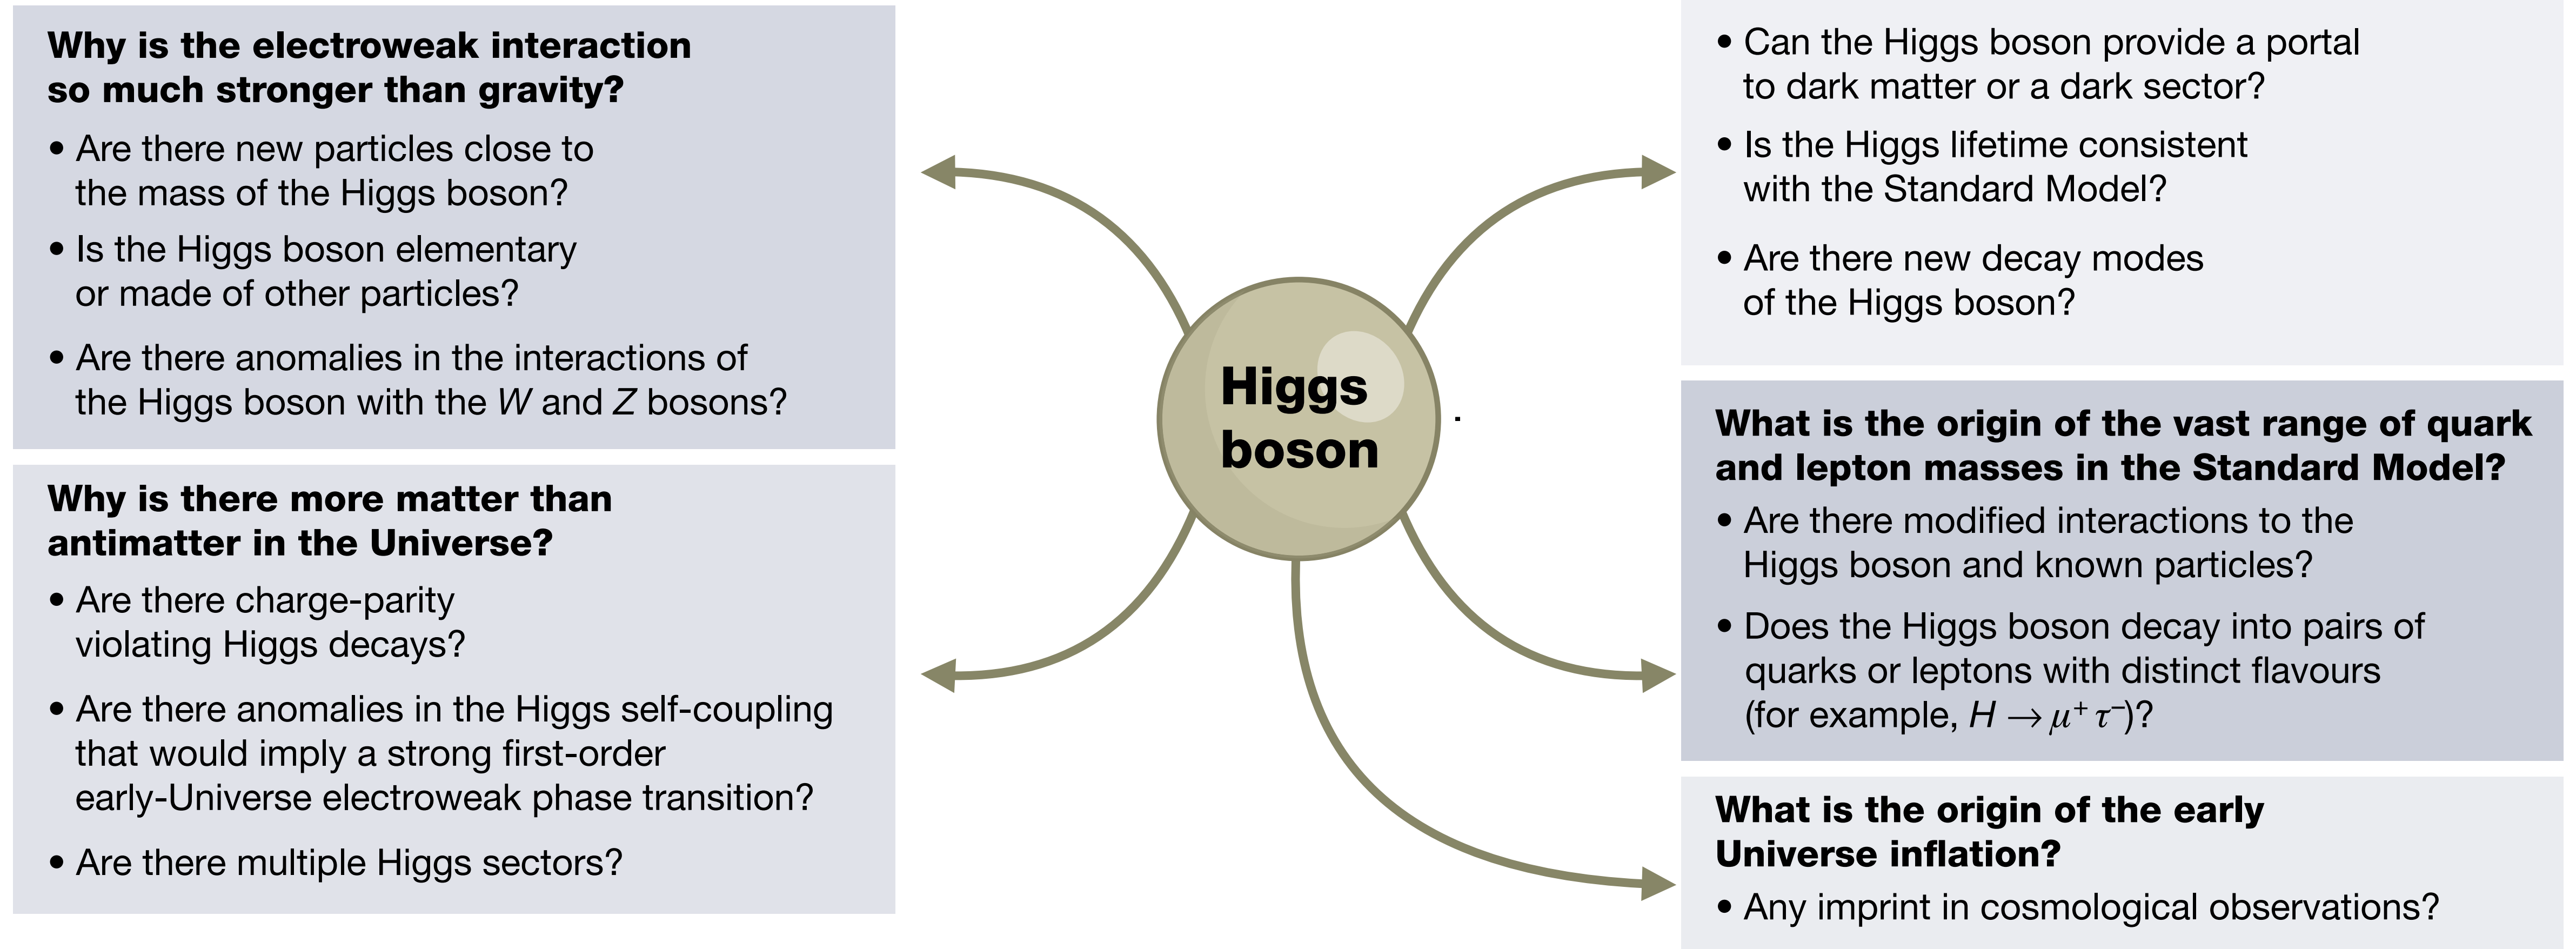 Why is the electroweak interaction
so much stronger than gravity?
• Are there new particles close to
the mass of the Higgs boson?
• Is the Higgs boson elementary
or made of other particles?
• Are there anomalies in the interactions of
the Higgs boson with the W and Z bosons?
Why is there more matter than
antimatter in the Universe?
• Are there charge-parity
violating Higgs decays?
• Are there anomalies in the Higgs self-coupling
that would imply a strong first-order
early-Universe electroweak phase transition?
• Are there multiple Higgs sectors?
Higgs
boson
• Can the Higgs boson provide a portal
to dark matter or a dark sector?
• Is the Higgs lifetime consistent
with the Standard Model?
• Are there new decay modes
of the Higgs boson?
What is the origin of the vast range of quark
and lepton masses in the Standard Model?
• Are there modified interactions to the
Higgs boson and known particles?
• Does the Higgs boson decay into pairs of
quarks or leptons with distinct flavours
(for example, H → μ⁺ τ⁻)?
What is the origin of the early
Universe inflation?
• Any imprint in cosmological observations?